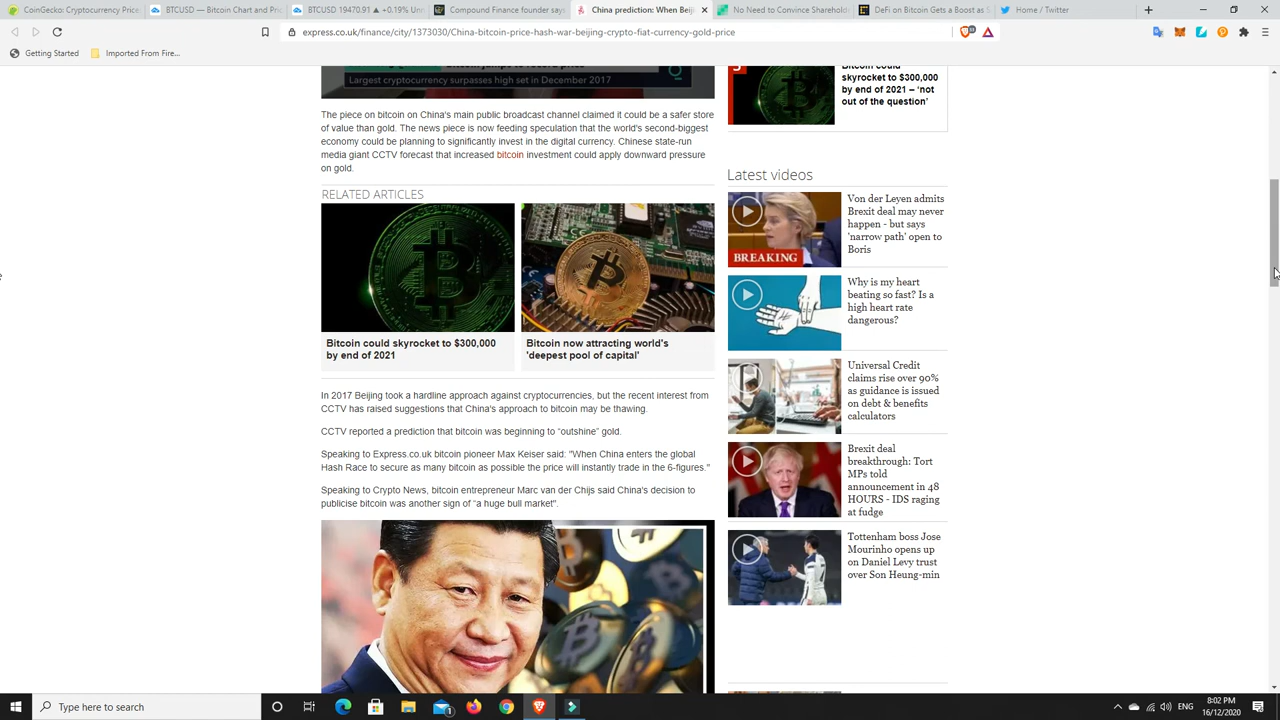 CoinGecko: Cryptocurrency Price
BTCUSD — Bitcoin Chart and Pri
BTCUSD 19470.91 ▲ +0.19% Un
Compound Finance founder say
China prediction: When Beij
No Need to Convince Shareholde
DeFi on Bitcoin Gets a Boost as S
Home / Twitter
express.co.uk/finance/city/1373030/China-bitcoin-price-hash-war-beijing-crypto-fiat-currency-gold-price
Getting Started
Imported From Fire...
Largest cryptocurrency surpasses high set in December 2017
The piece on bitcoin on China's main public broadcast channel claimed it could be a safer store
of value than gold. The news piece is now feeding speculation that the world's second-biggest
economy could be planning to significantly invest in the digital currency. Chinese state-run
media giant CCTV forecast that increased bitcoin investment could apply downward pressure
on gold.
RELATED ARTICLES
Bitcoin could skyrocket to $300,000
by end of 2021
Bitcoin now attracting world's
'deepest pool of capital'
In 2017 Beijing took a hardline approach against cryptocurrencies, but the recent interest from
CCTV has raised suggestions that China's approach to bitcoin may be thawing.
CCTV reported a prediction that bitcoin was beginning to “outshine” gold.
Speaking to Express.co.uk bitcoin pioneer Max Keiser said: "When China enters the global
Hash Race to secure as many bitcoin as possible the price will instantly trade in the 6-figures."
Speaking to Crypto News, bitcoin entrepreneur Marc van der Chijs said China's decision to
publicise bitcoin was another sign of “a huge bull market”.
Bitcoin could
skyrocket to $300,000
by end of 2021 – ‘not
out of the question’
Latest videos
BREAKING
Von der Leyen admits
Brexit deal may never
happen - but says
'narrow path' open to
Boris
Why is my heart
beating so fast? Is a
high heart rate
dangerous?
Universal Credit
claims rise over 90%
as guidance is issued
on debt & benefits
calculators
Brexit deal
breakthrough: Tort
MPs told
announcement in 48
HOURS - IDS raging
at fudge
Tottenham boss Jose
Mourinho opens up
on Daniel Levy trust
over Son Heung-min
Type here to search
ENG
8:02 PM
16/12/2020